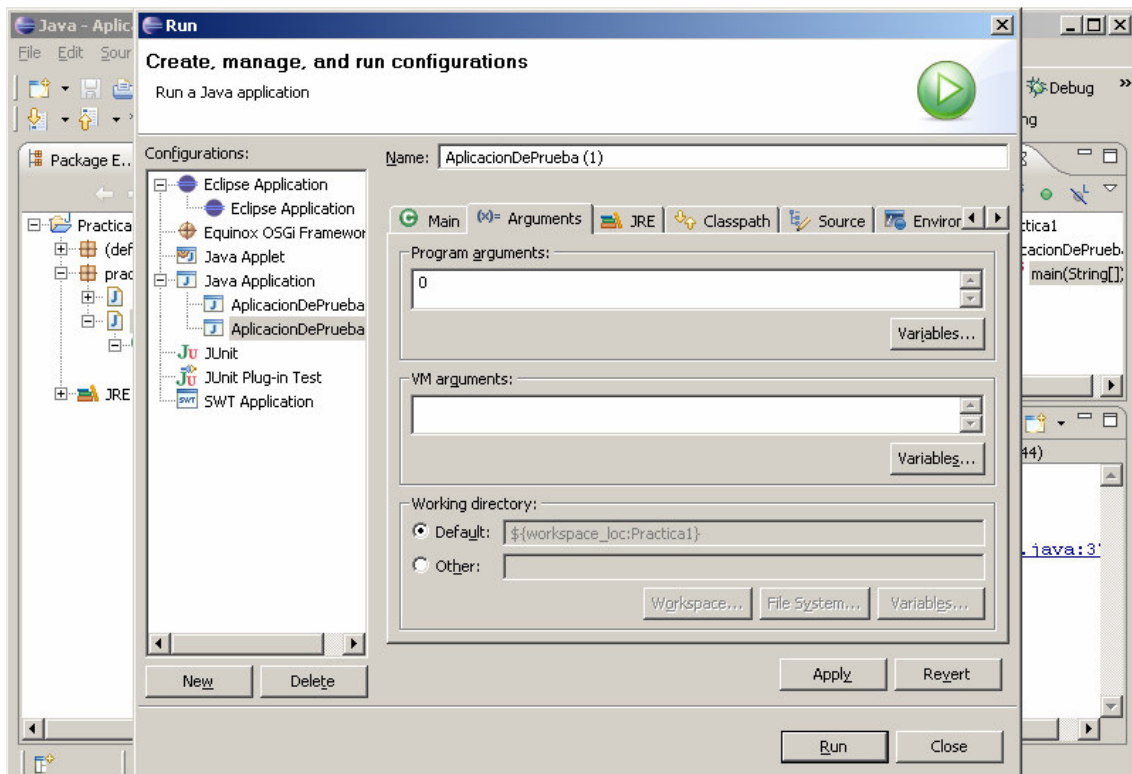 Java - Aplic
Run
File Edit Sour
Create, manage, and run configurations
Run a Java application
Debug
ng
Package E...
Configurations:
Name: AplicacionDePrueba (1)
Eclipse Application
Eclipse Application
Equinox OSGi Framewor
Java Applet
Java Application
AplicacionDePrueba
AplicacionDePrueba
JUnit
JUnit Plug-in Test
SWT Application
New
Delete
Main
(x)= Arguments
JRE
Classpath
Source
Environ
Program arguments:
0
Variables...
VM arguments:
Variables...
Working directory:
Default: ${workspace_loc:Practica1}
Other:
Workspace...
File System...
Variables...
Apply
Revert
Run
Close
Practica
(def
prac
JRE
tica1
acionDePrueb
main(String[])
44)
.java:3